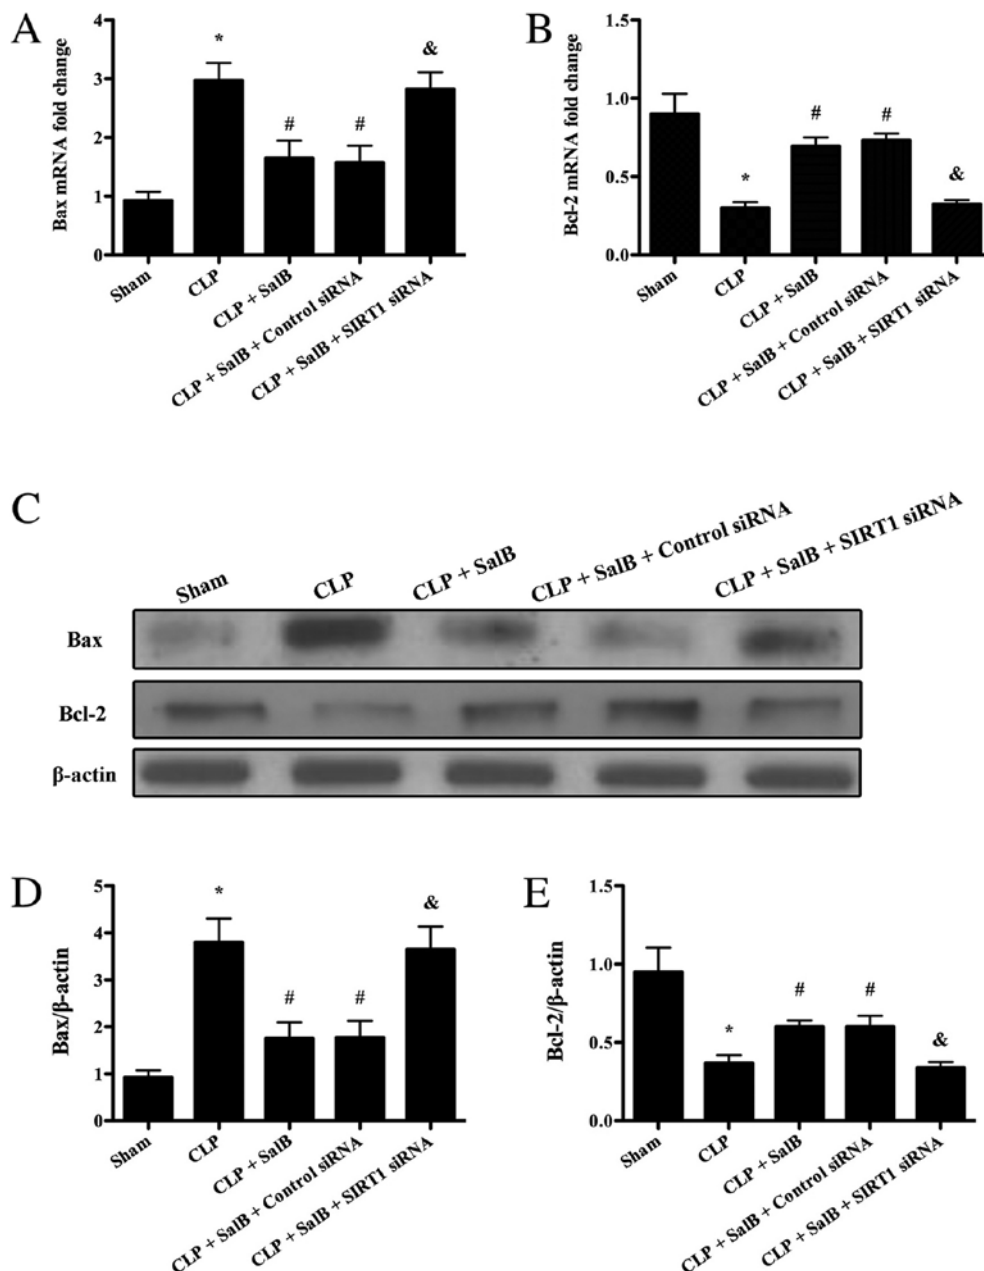 A
Bax mRNA fold change
4
3
2
1
0
*
#
#
&
Sham
CLP
CLP + SalB
CLP + SalB + Control siRNA
CLP + SalB + SIRT1 siRNA
B
Bcl-2 mRNA fold change
1.5
1.0
0.5
0.0
*
#
#
&
Sham
CLP
CLP + SalB
CLP + SalB + Control siRNA
CLP + SalB + SIRT1 siRNA
C
Sham
CLP
CLP + SalB
CLP + SalB + Control siRNA
CLP + SalB + SIRT1 siRNA
Bax
Bcl-2
β-actin
D
Bax/β-actin
5
4
3
2
1
0
*
#
#
&
Sham
CLP
CLP + SalB
CLP + SalB + Control siRNA
CLP + SalB + SIRT1 siRNA
E
Bcl-2/β-actin
1.5
1.0
0.5
0.0
*
#
#
&
Sham
CLP
CLP + SalB
CLP + SalB + Control siRNA
CLP + SalB + SIRT1 siRNA